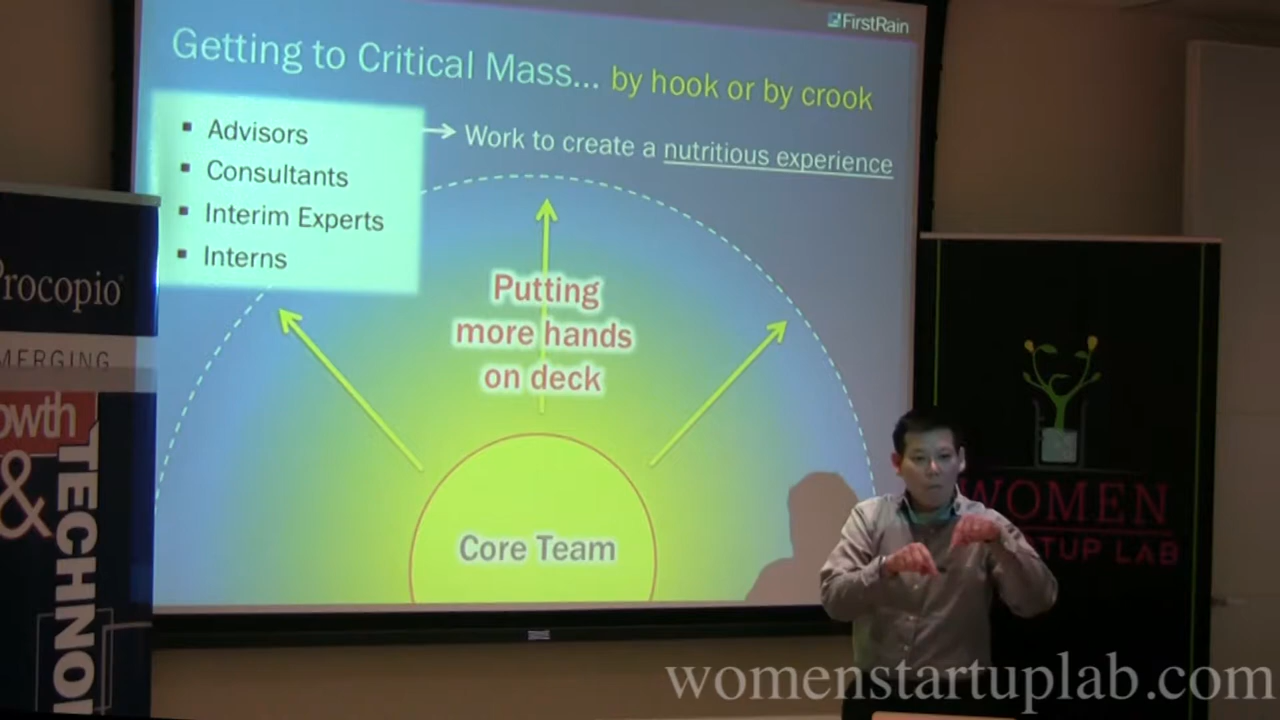 FirstRain
Getting to Critical Mass... by hook or by crook
Advisors
Consultants
Interim Experts
Interns
Work to create a nutritious experience
Putting
more hands
on deck
Core Team
Procopio
MERGING
owth
&
TECHNO
WOMEN
TUP LAB
womenstartuplab.com